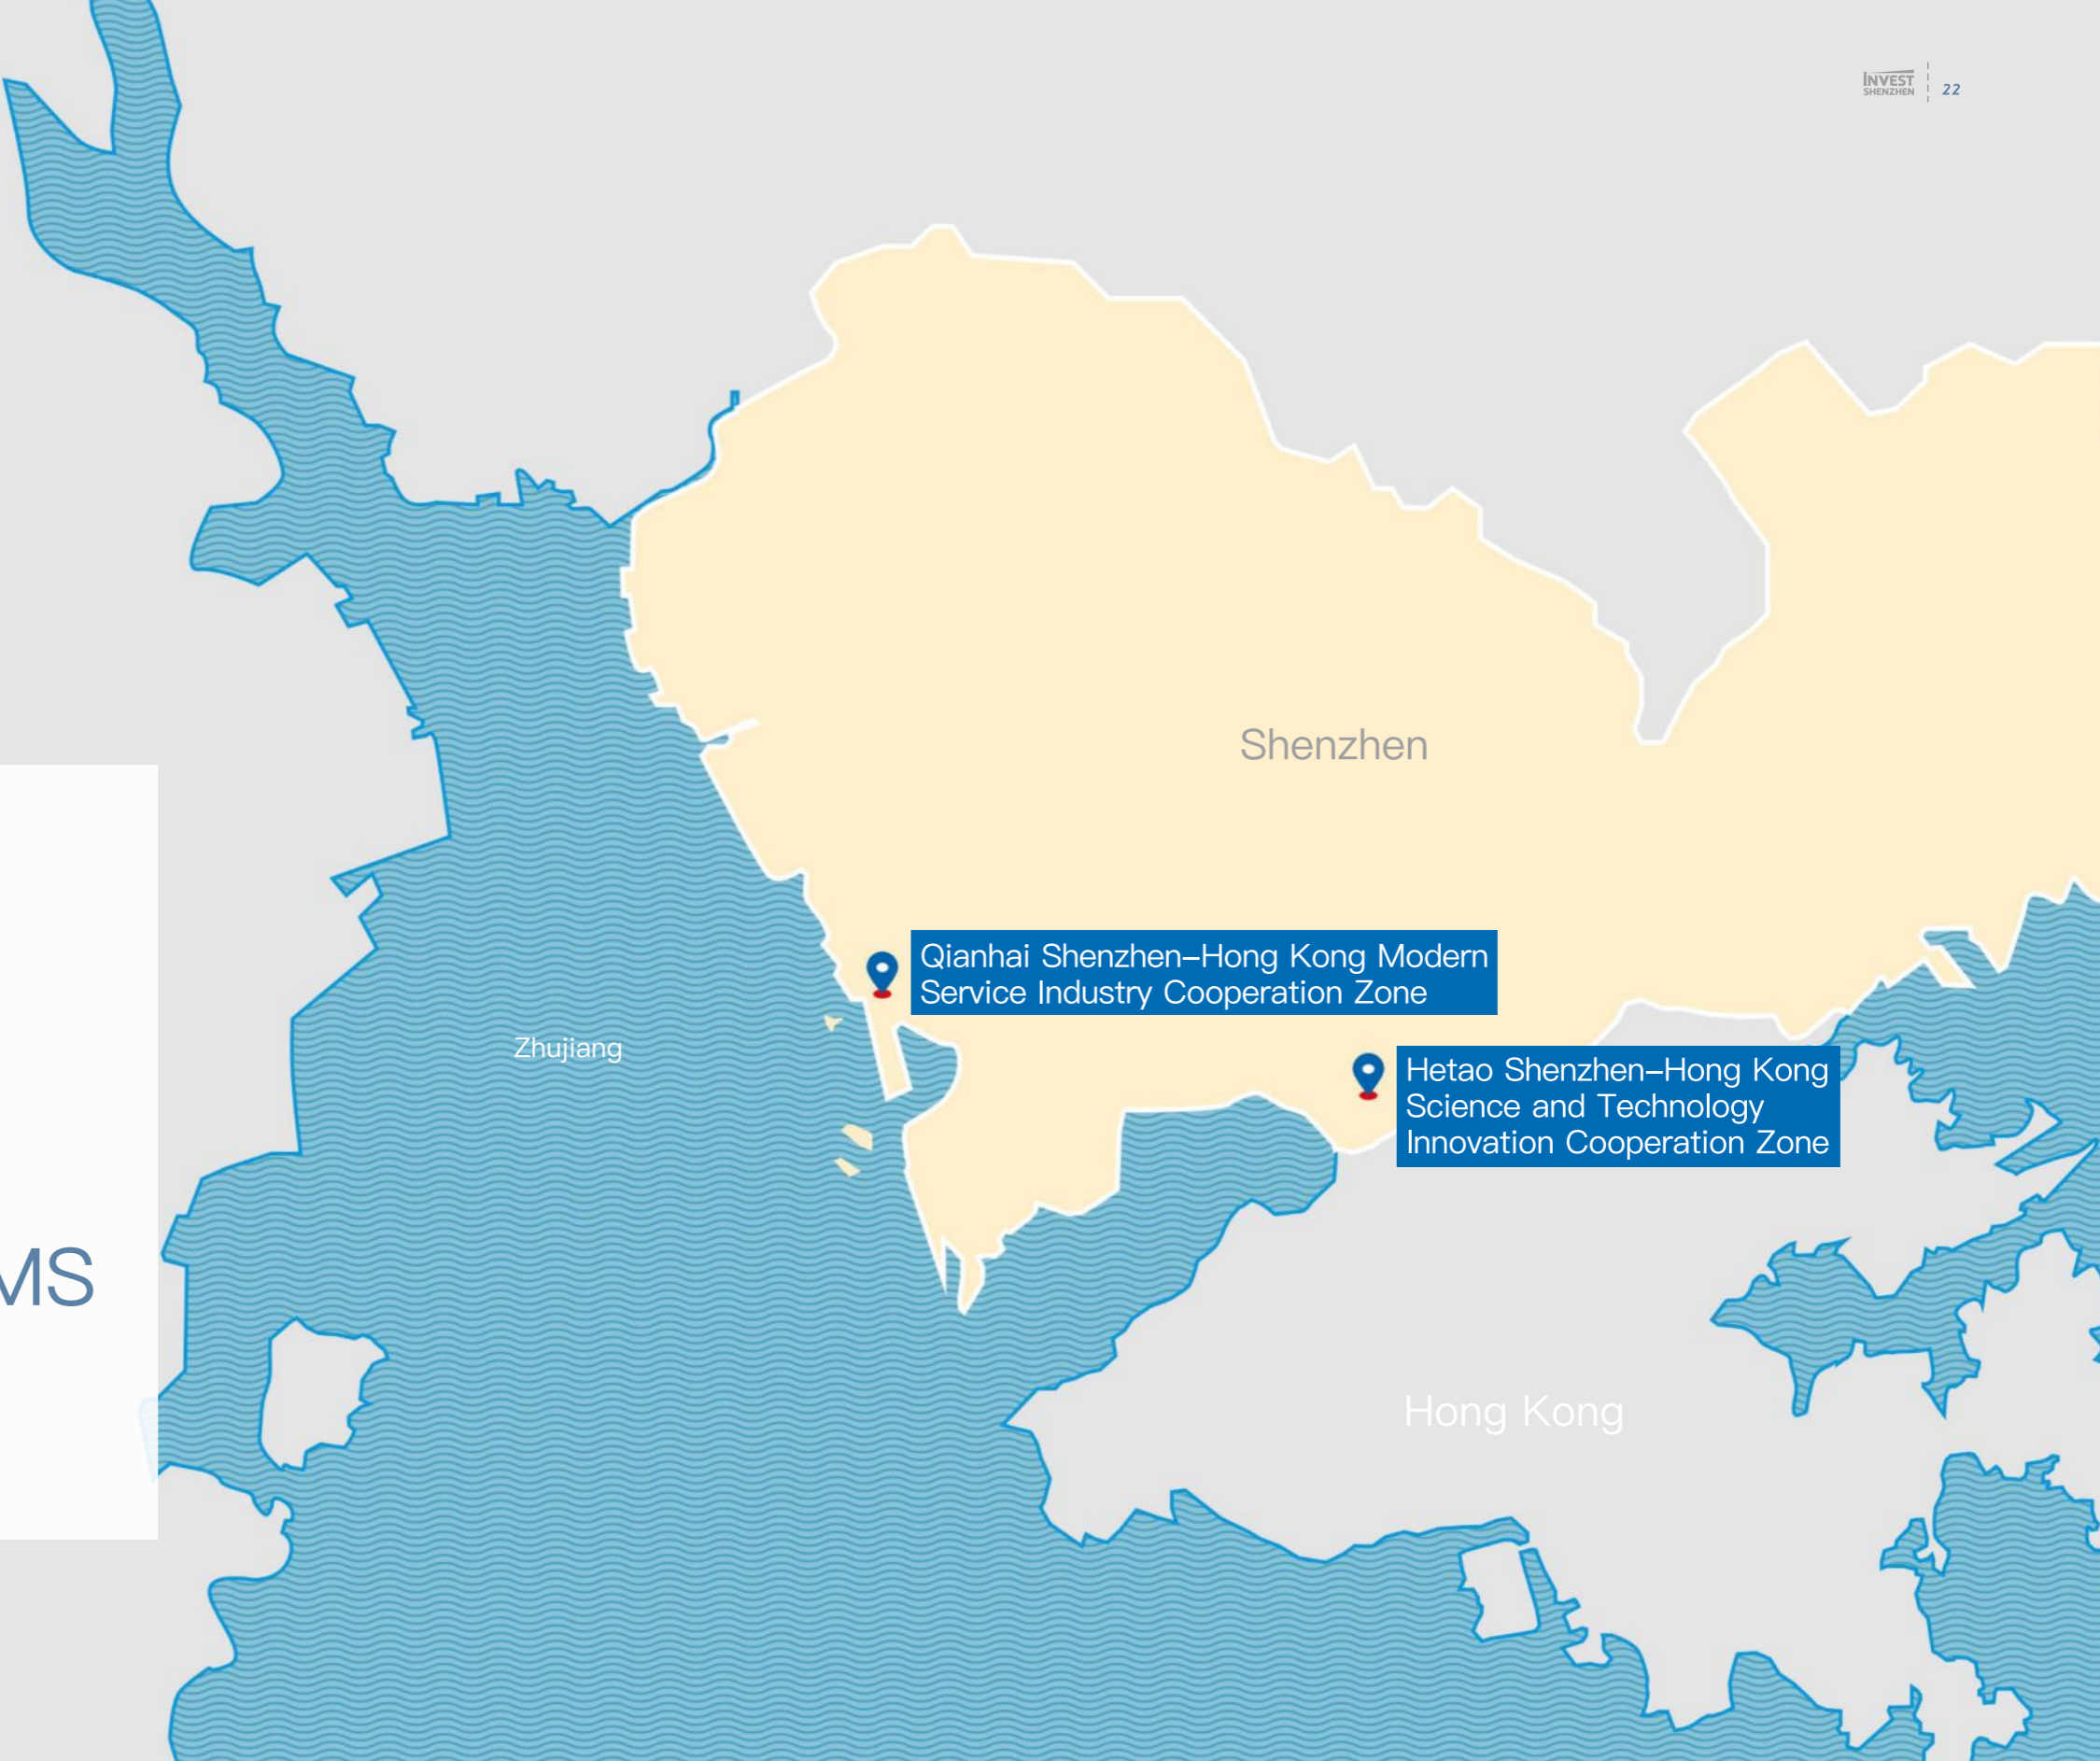 INVEST
SHENZHEN
22
Shenzhen
Qianhai Shenzhen–Hong Kong Modern
Service Industry Cooperation Zone
Zhujiang
Hetao Shenzhen–Hong Kong
Science and Technology
Innovation Cooperation Zone
MS
Hong Kong